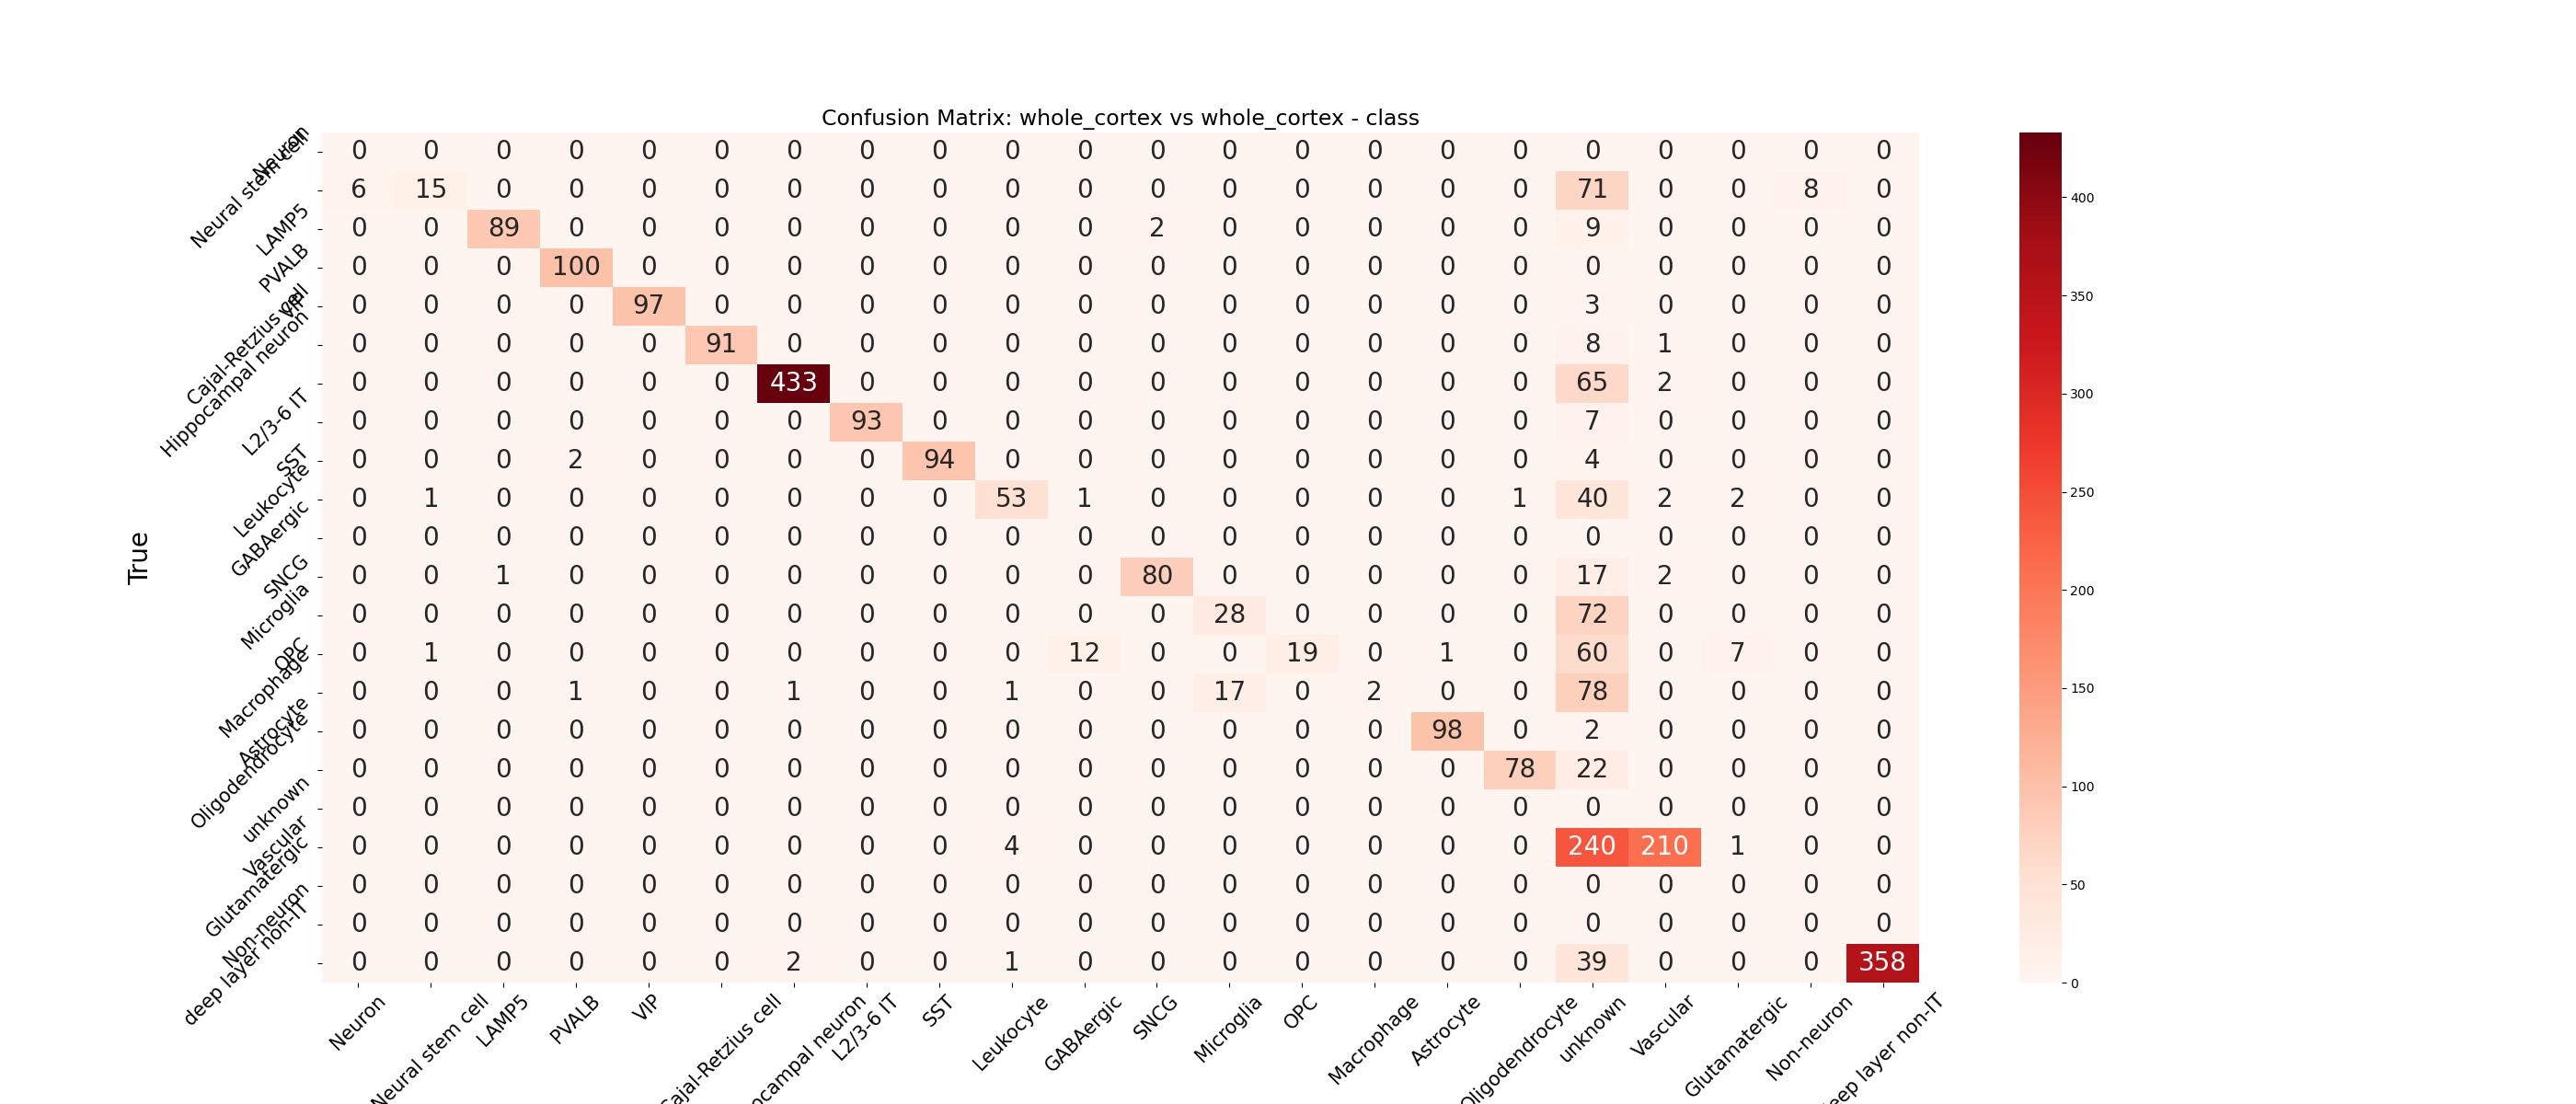 Confusion Matrix: whole_cortex vs whole_cortex - class
Neuron 0 0 0 0 0 0 0 0 0 0 0 0 0 0 0 0 0 0 0 0 0 0
Neural stem cell 6 15 0 0 0 0 0 0 0 0 0 0 0 0 0 0 0 71 0 0 8 0
LAMP5 0 0 89 0 0 0 0 0 0 0 0 2 0 0 0 0 0 9 0 0 0 0
PVALB 0 0 0 100 0 0 0 0 0 0 0 0 0 0 0 0 0 0 0 0 0 0
VIP 0 0 0 0 97 0 0 0 0 0 0 0 0 0 0 0 0 3 0 0 0 0
Cajal-Retzius cell 0 0 0 0 0 91 0 0 0 0 0 0 0 0 0 0 0 8 1 0 0 0
Hippocampal neuron 0 0 0 0 0 0 433 0 0 0 0 0 0 0 0 0 0 65 2 0 0 0
L2/3-6 IT 0 0 0 0 0 0 0 93 0 0 0 0 0 0 0 0 0 7 0 0 0 0
SST 0 0 0 2 0 0 0 0 94 0 0 0 0 0 0 0 0 4 0 0 0 0
Leukocyte 0 1 0 0 0 0 0 0 0 53 1 0 0 0 0 0 1 40 2 2 0 0
GABAergic 0 0 0 0 0 0 0 0 0 0 0 0 0 0 0 0 0 0 0 0 0 0
SNCG 0 0 1 0 0 0 0 0 0 0 0 80 0 0 0 0 0 17 2 0 0 0
Microglia 0 0 0 0 0 0 0 0 0 0 0 0 28 0 0 0 0 72 0 0 0 0
OPC 0 1 0 0 0 0 0 0 0 0 12 0 0 19 0 1 0 60 0 7 0 0
Macrophage 0 0 0 1 0 0 1 0 0 1 0 0 17 0 2 0 0 78 0 0 0 0
Astrocyte 0 0 0 0 0 0 0 0 0 0 0 0 0 0 0 98 0 2 0 0 0 0
Oligodendrocyte 0 0 0 0 0 0 0 0 0 0 0 0 0 0 0 0 78 22 0 0 0 0
unknown 0 0 0 0 0 0 0 0 0 0 0 0 0 0 0 0 0 0 0 0 0 0
Vascular 0 0 0 0 0 0 0 0 0 4 0 0 0 0 0 0 0 240 210 1 0 0
Glutamatergic 0 0 0 0 0 0 0 0 0 0 0 0 0 0 0 0 0 0 0 0 0 0
Non-neuron 0 0 0 0 0 0 0 0 0 0 0 0 0 0 0 0 0 0 0 0 0 0
deep layer non-IT 0 0 0 0 0 0 2 0 0 1 0 0 0 0 0 0 0 39 0 0 0 358
True
Neuron
Neural stem cell
LAMP5
PVALB
VIP
Cajal-Retzius cell
ocampal neuron
L2/3-6 IT
SST
Leukocyte
GABAergic
SNCG
Microglia
OPC
Macrophage
Astrocyte
Oligodendrocyte
unknown
Vascular
Glutamatergic
Non-neuron
eep layer non-IT
400
350
300
250
200
150
100
50
0